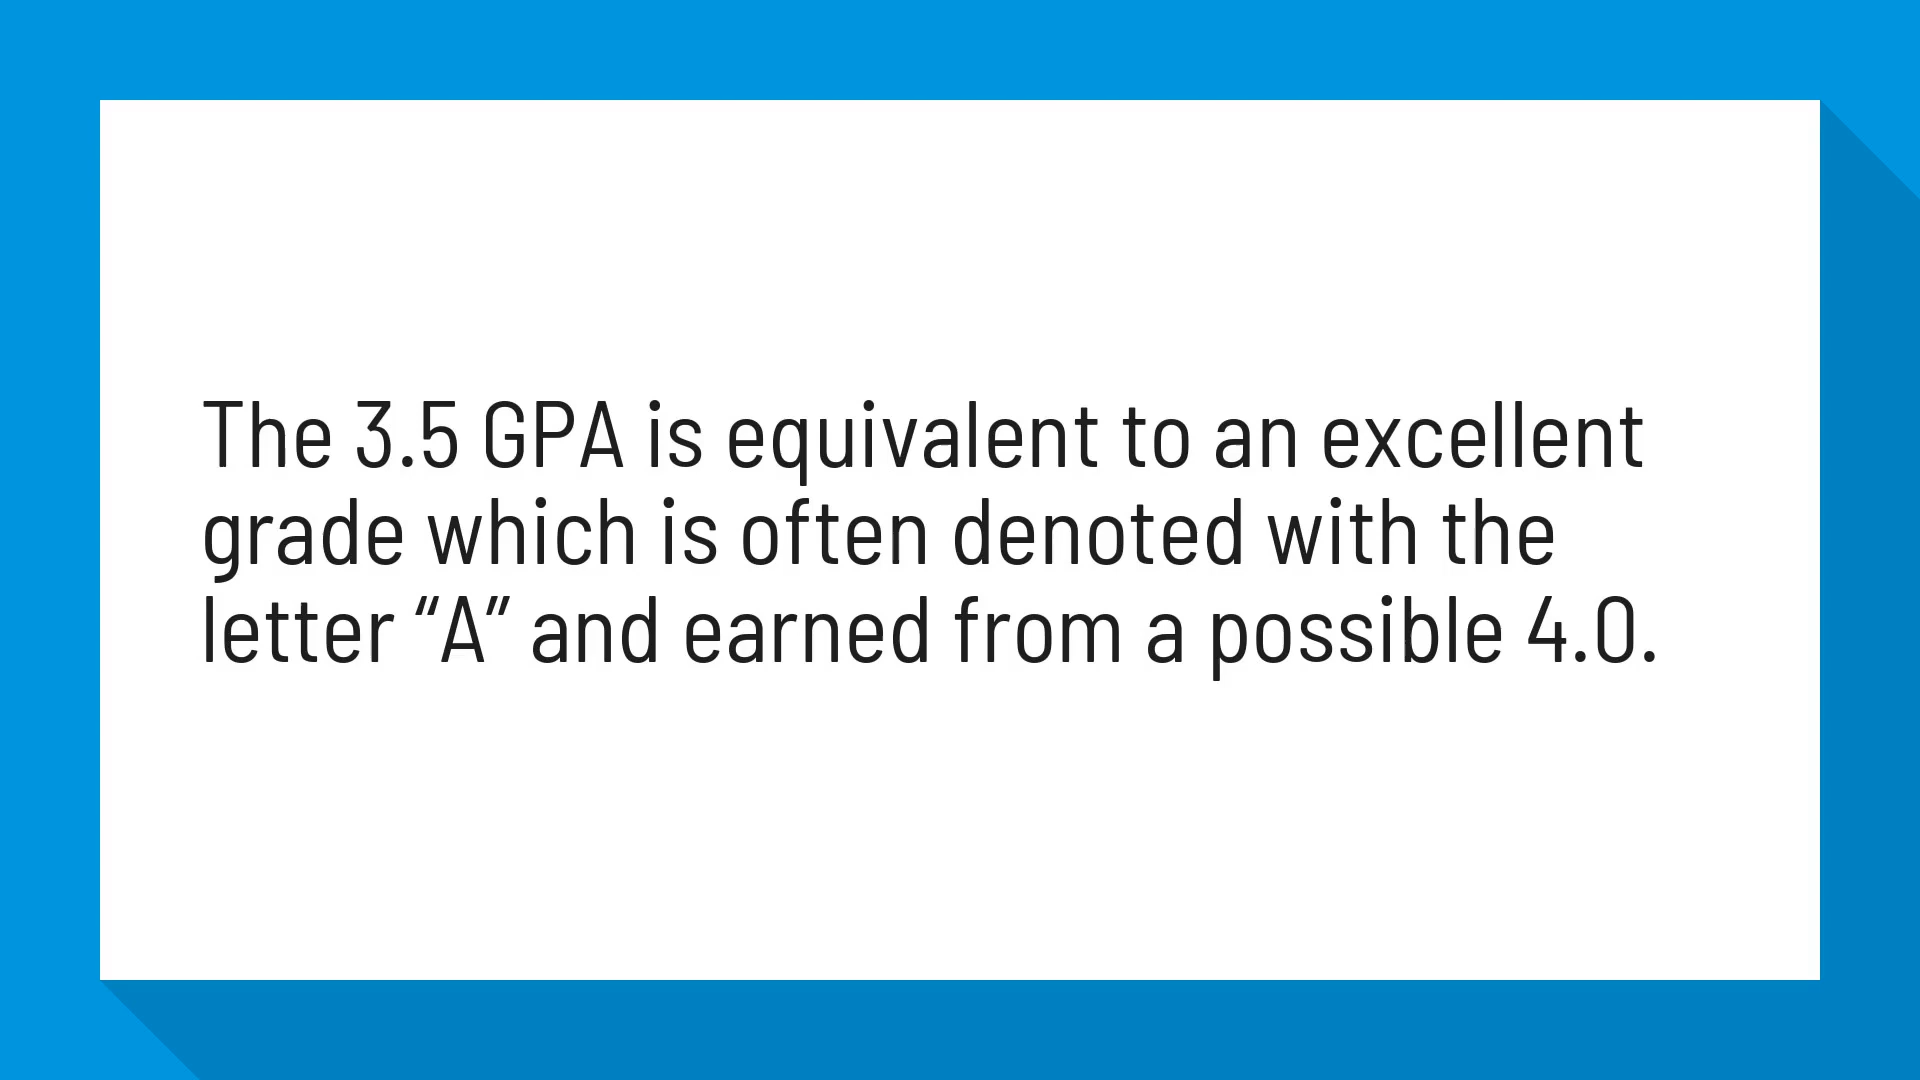 The 3.5 GPA is equivalent to an excellent
grade which is often denoted with the
letter “A” and earned from a possible 4.0.